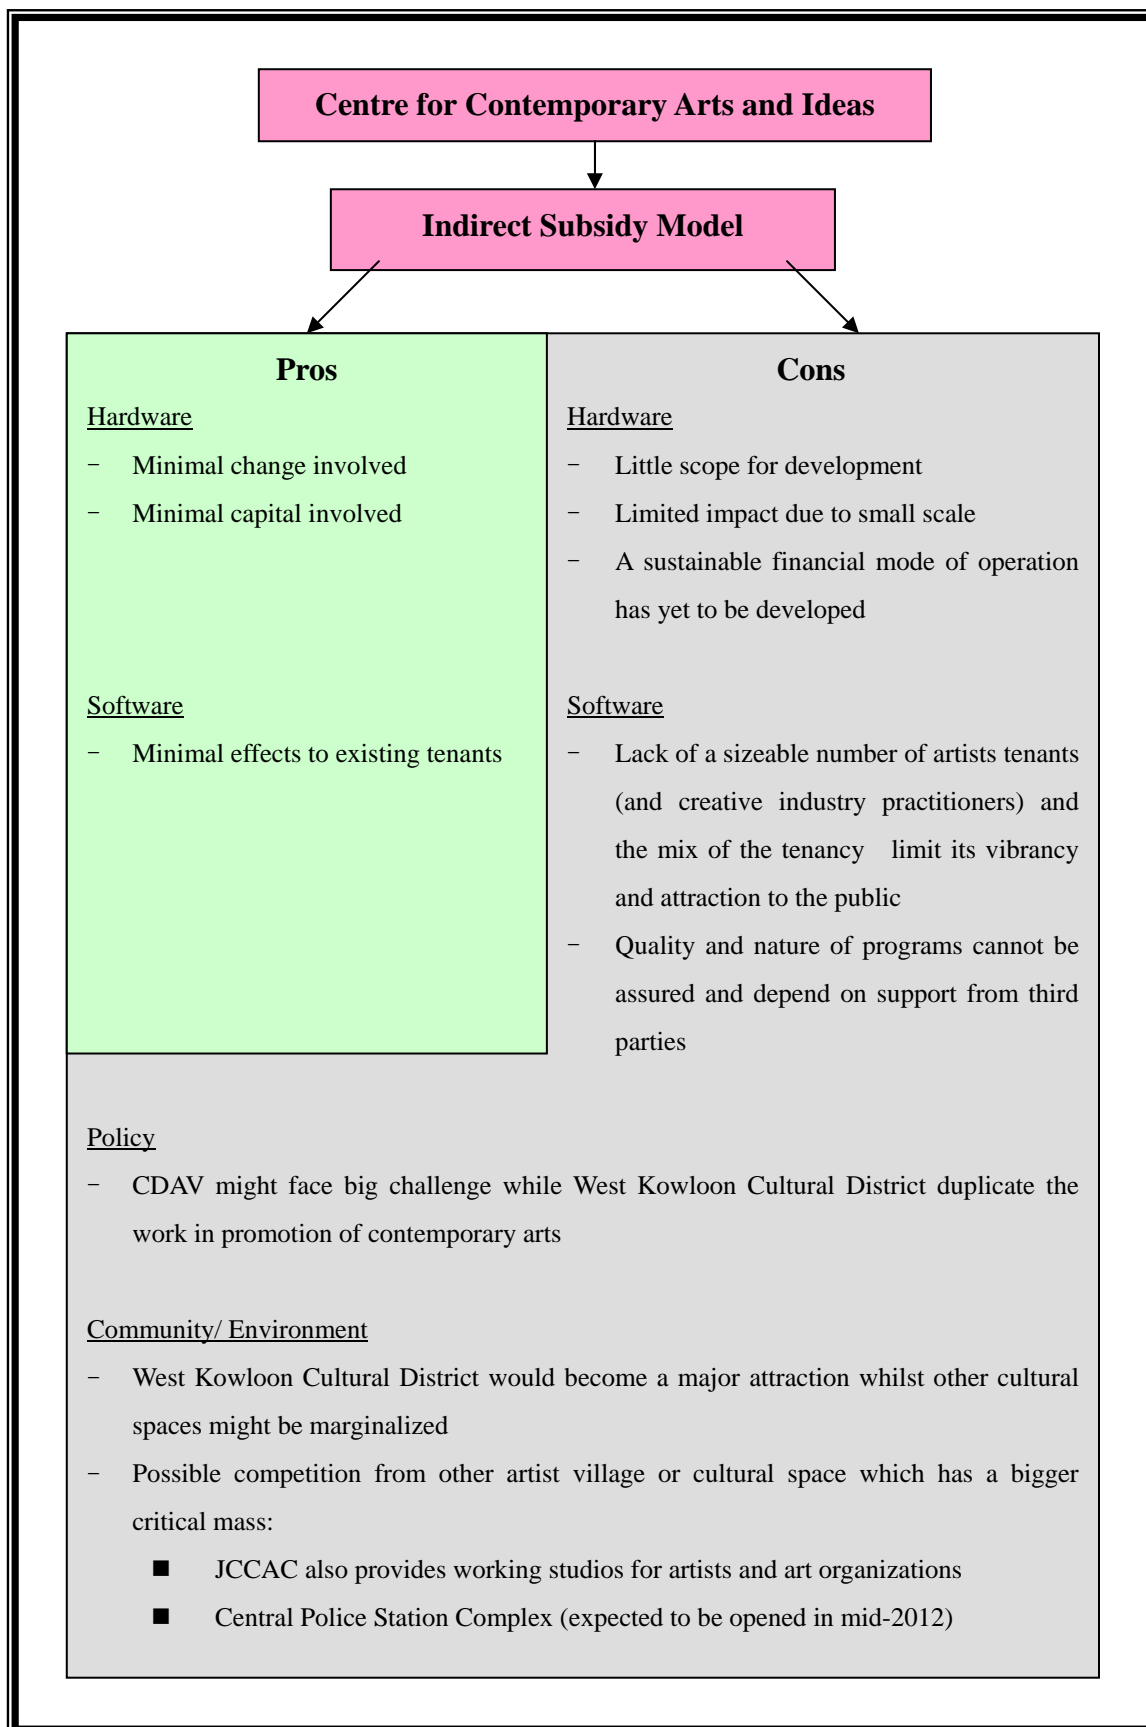 Centre for Contemporary Arts and Ideas
Indirect Subsidy Model
Pros
Hardware
- Minimal change involved
- Minimal capital involved
Software
- Minimal effects to existing tenants
Cons
Hardware
- Little scope for development
- Limited impact due to small scale
- A sustainable financial mode of operation
has yet to be developed
Software
- Lack of a sizeable number of artists tenants
(and creative industry practitioners) and
the mix of the tenancy limit its vibrancy
and attraction to the public
- Quality and nature of programs cannot be
assured and depend on support from third
parties
Policy
- CDAV might face big challenge while West Kowloon Cultural District duplicate the
work in promotion of contemporary arts
Community/ Environment
- West Kowloon Cultural District would become a major attraction whilst other cultural
spaces might be marginalized
- Possible competition from other artist village or cultural space which has a bigger
critical mass:
■ JCCAC also provides working studios for artists and art organizations
■ Central Police Station Complex (expected to be opened in mid-2012)